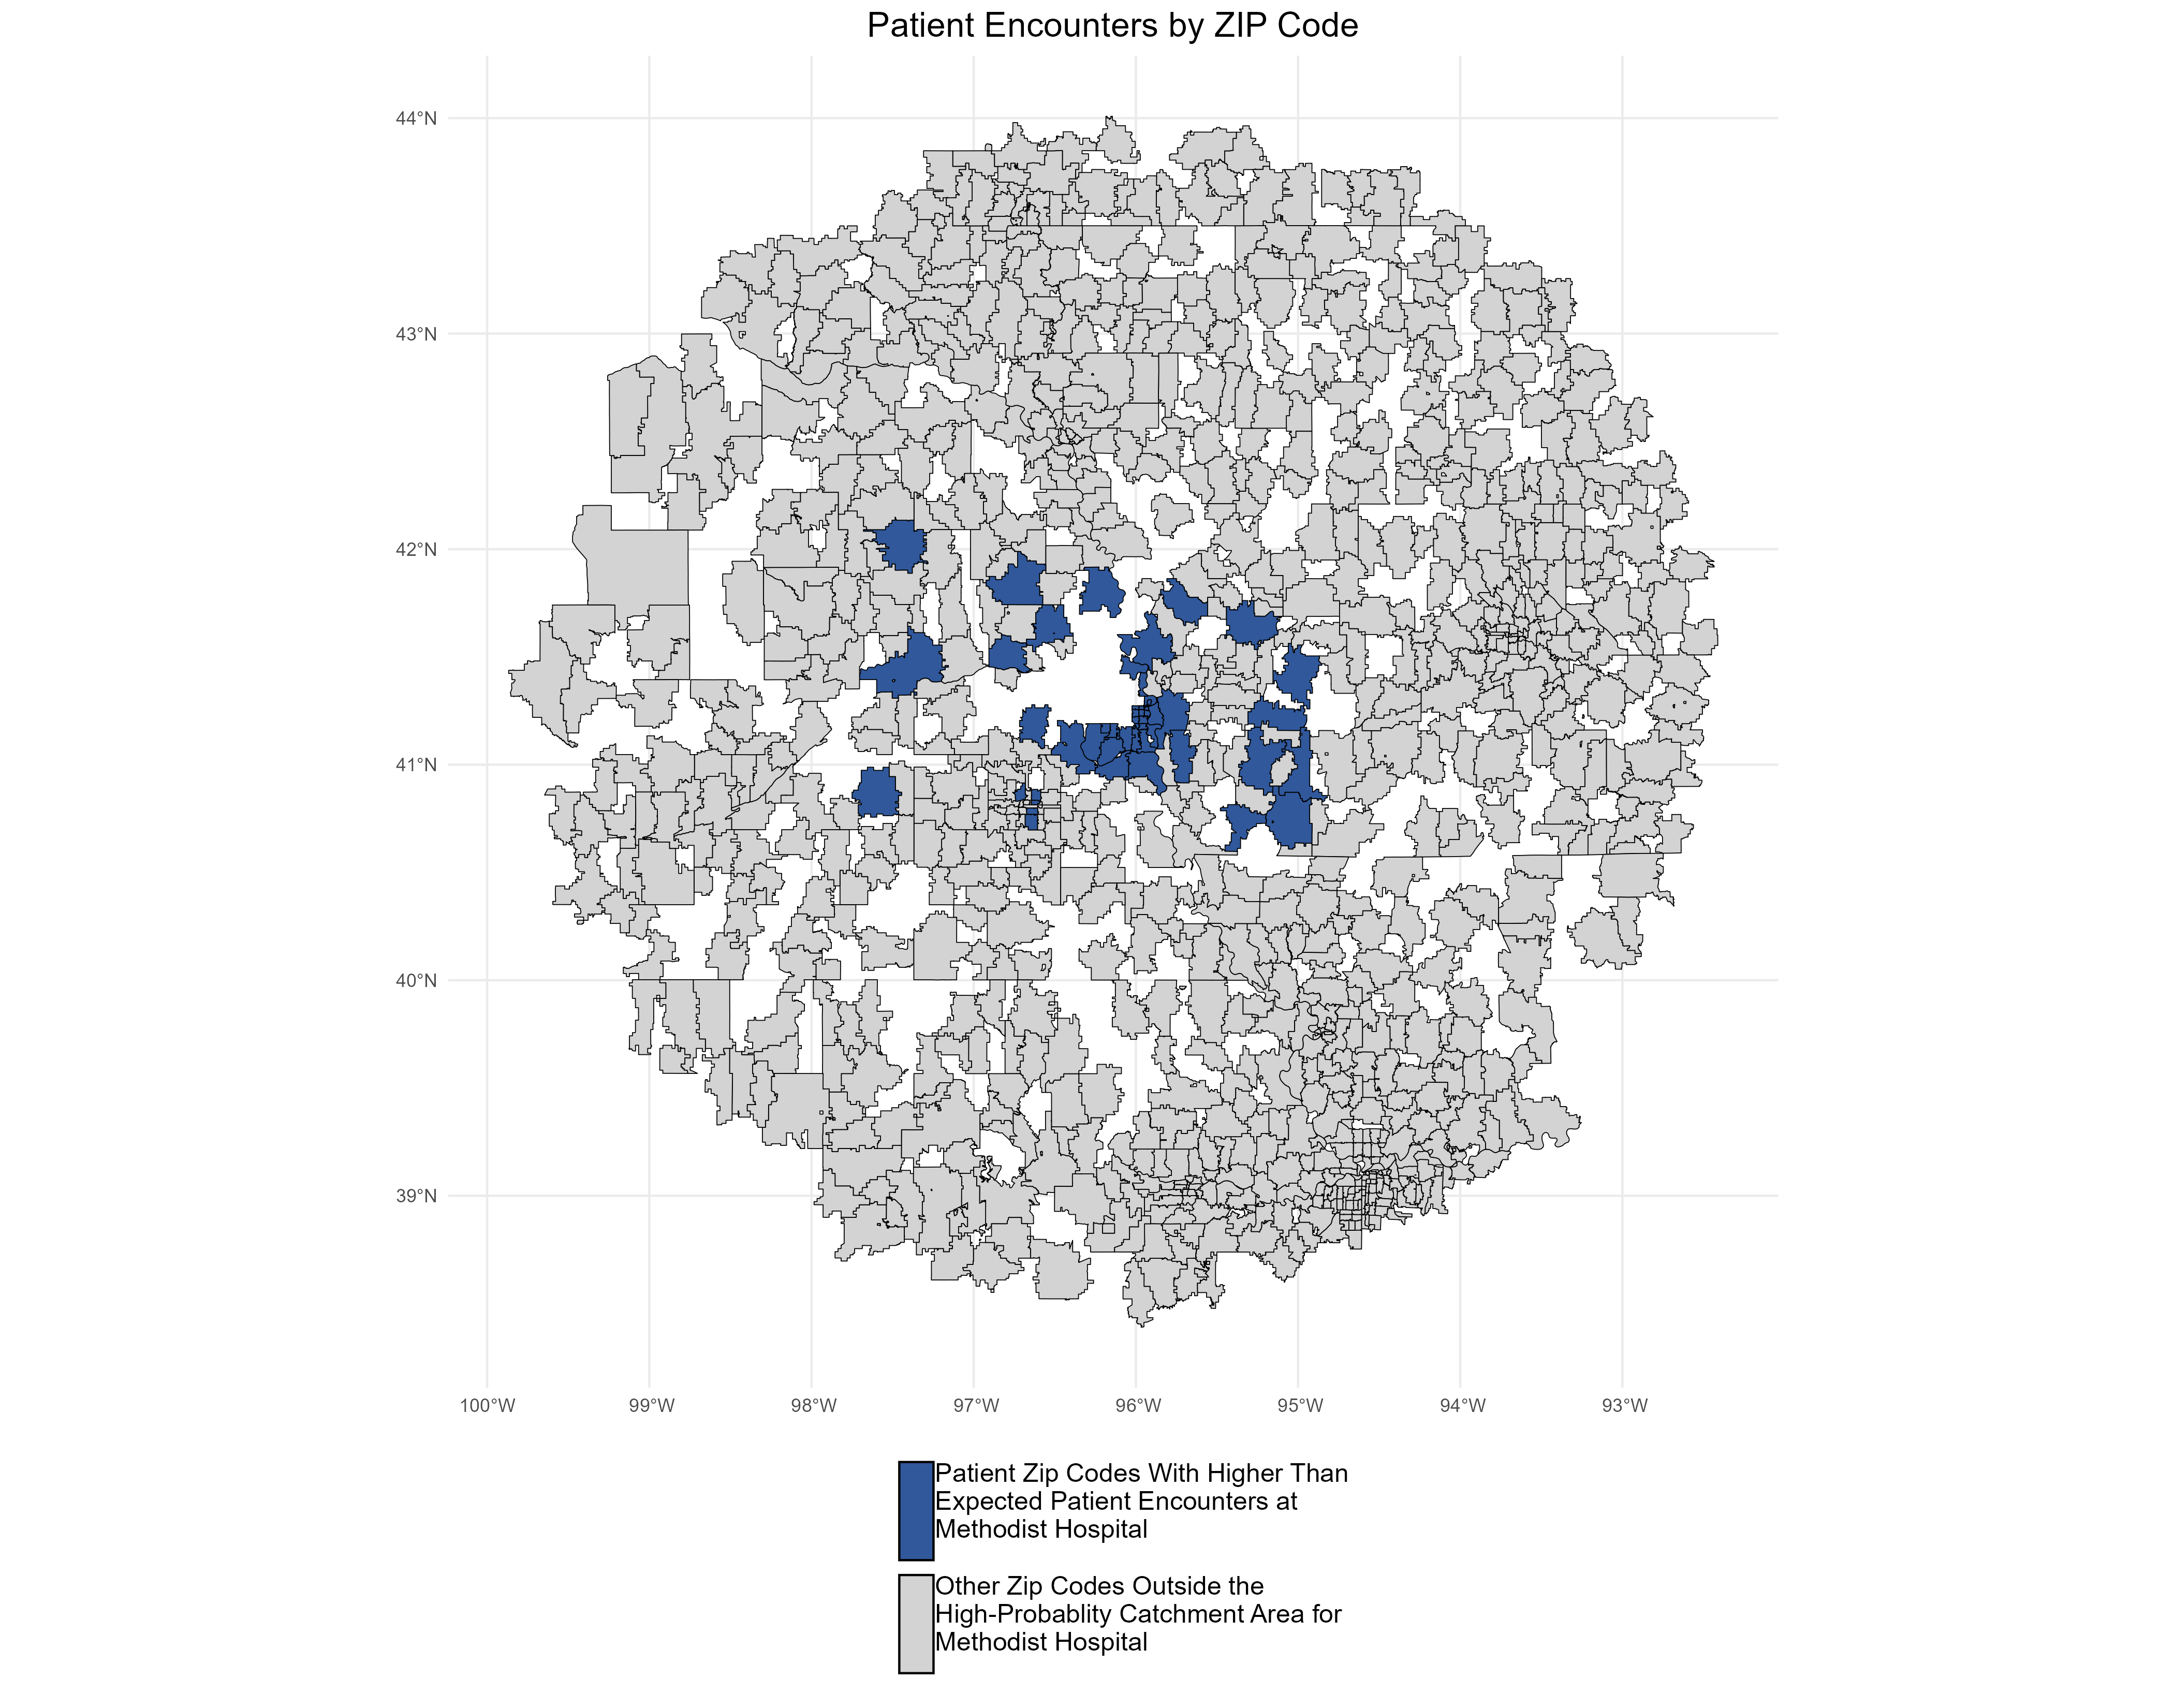 Patient Encounters by ZIP Code
44°N
43°N
42°N
41°N
40°N
39°N
100°W
99°W
98°W
97°W
96°W
95°W
94°W
93°W
Patient Zip Codes With Higher Than
Expected Patient Encounters at
Methodist Hospital
Other Zip Codes Outside the
High-Probablity Catchment Area for
Methodist Hospital